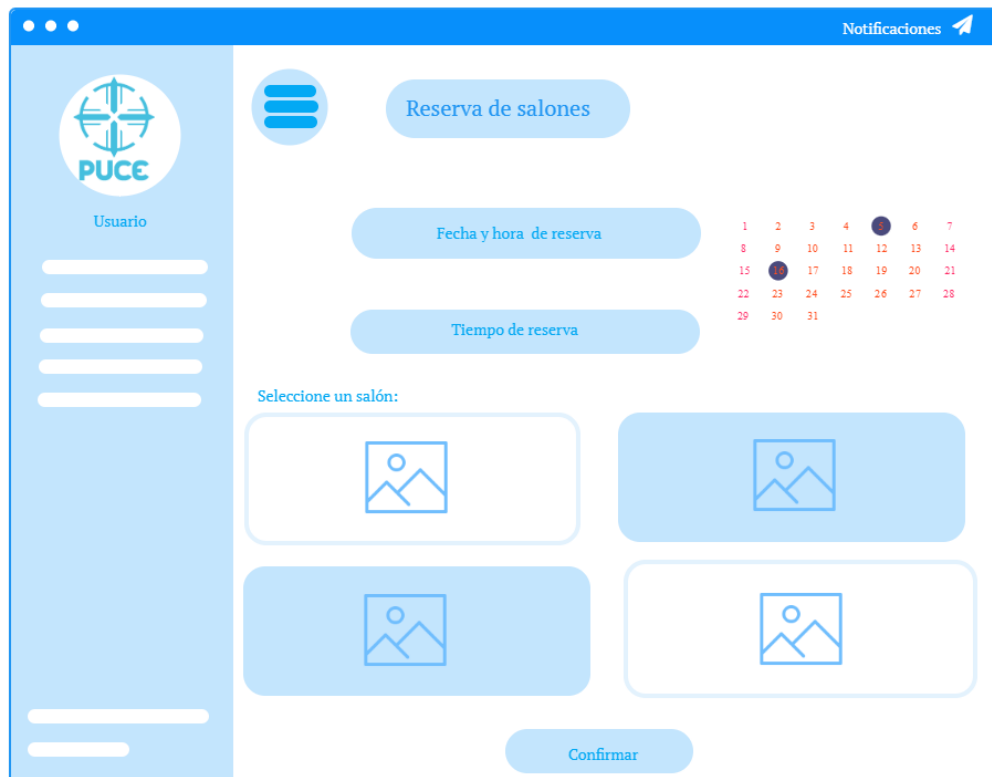 Notificaciones
PUCE
Usuario
Reserva de salones
Fecha y hora de reserva
1 2 3 4 5 6 7
8 9 10 11 12 13 14
15 16 17 18 19 20 21
22 23 24 25 26 27 28
29 30 31
Tiempo de reserva
Seleccione un salón:
Confirmar